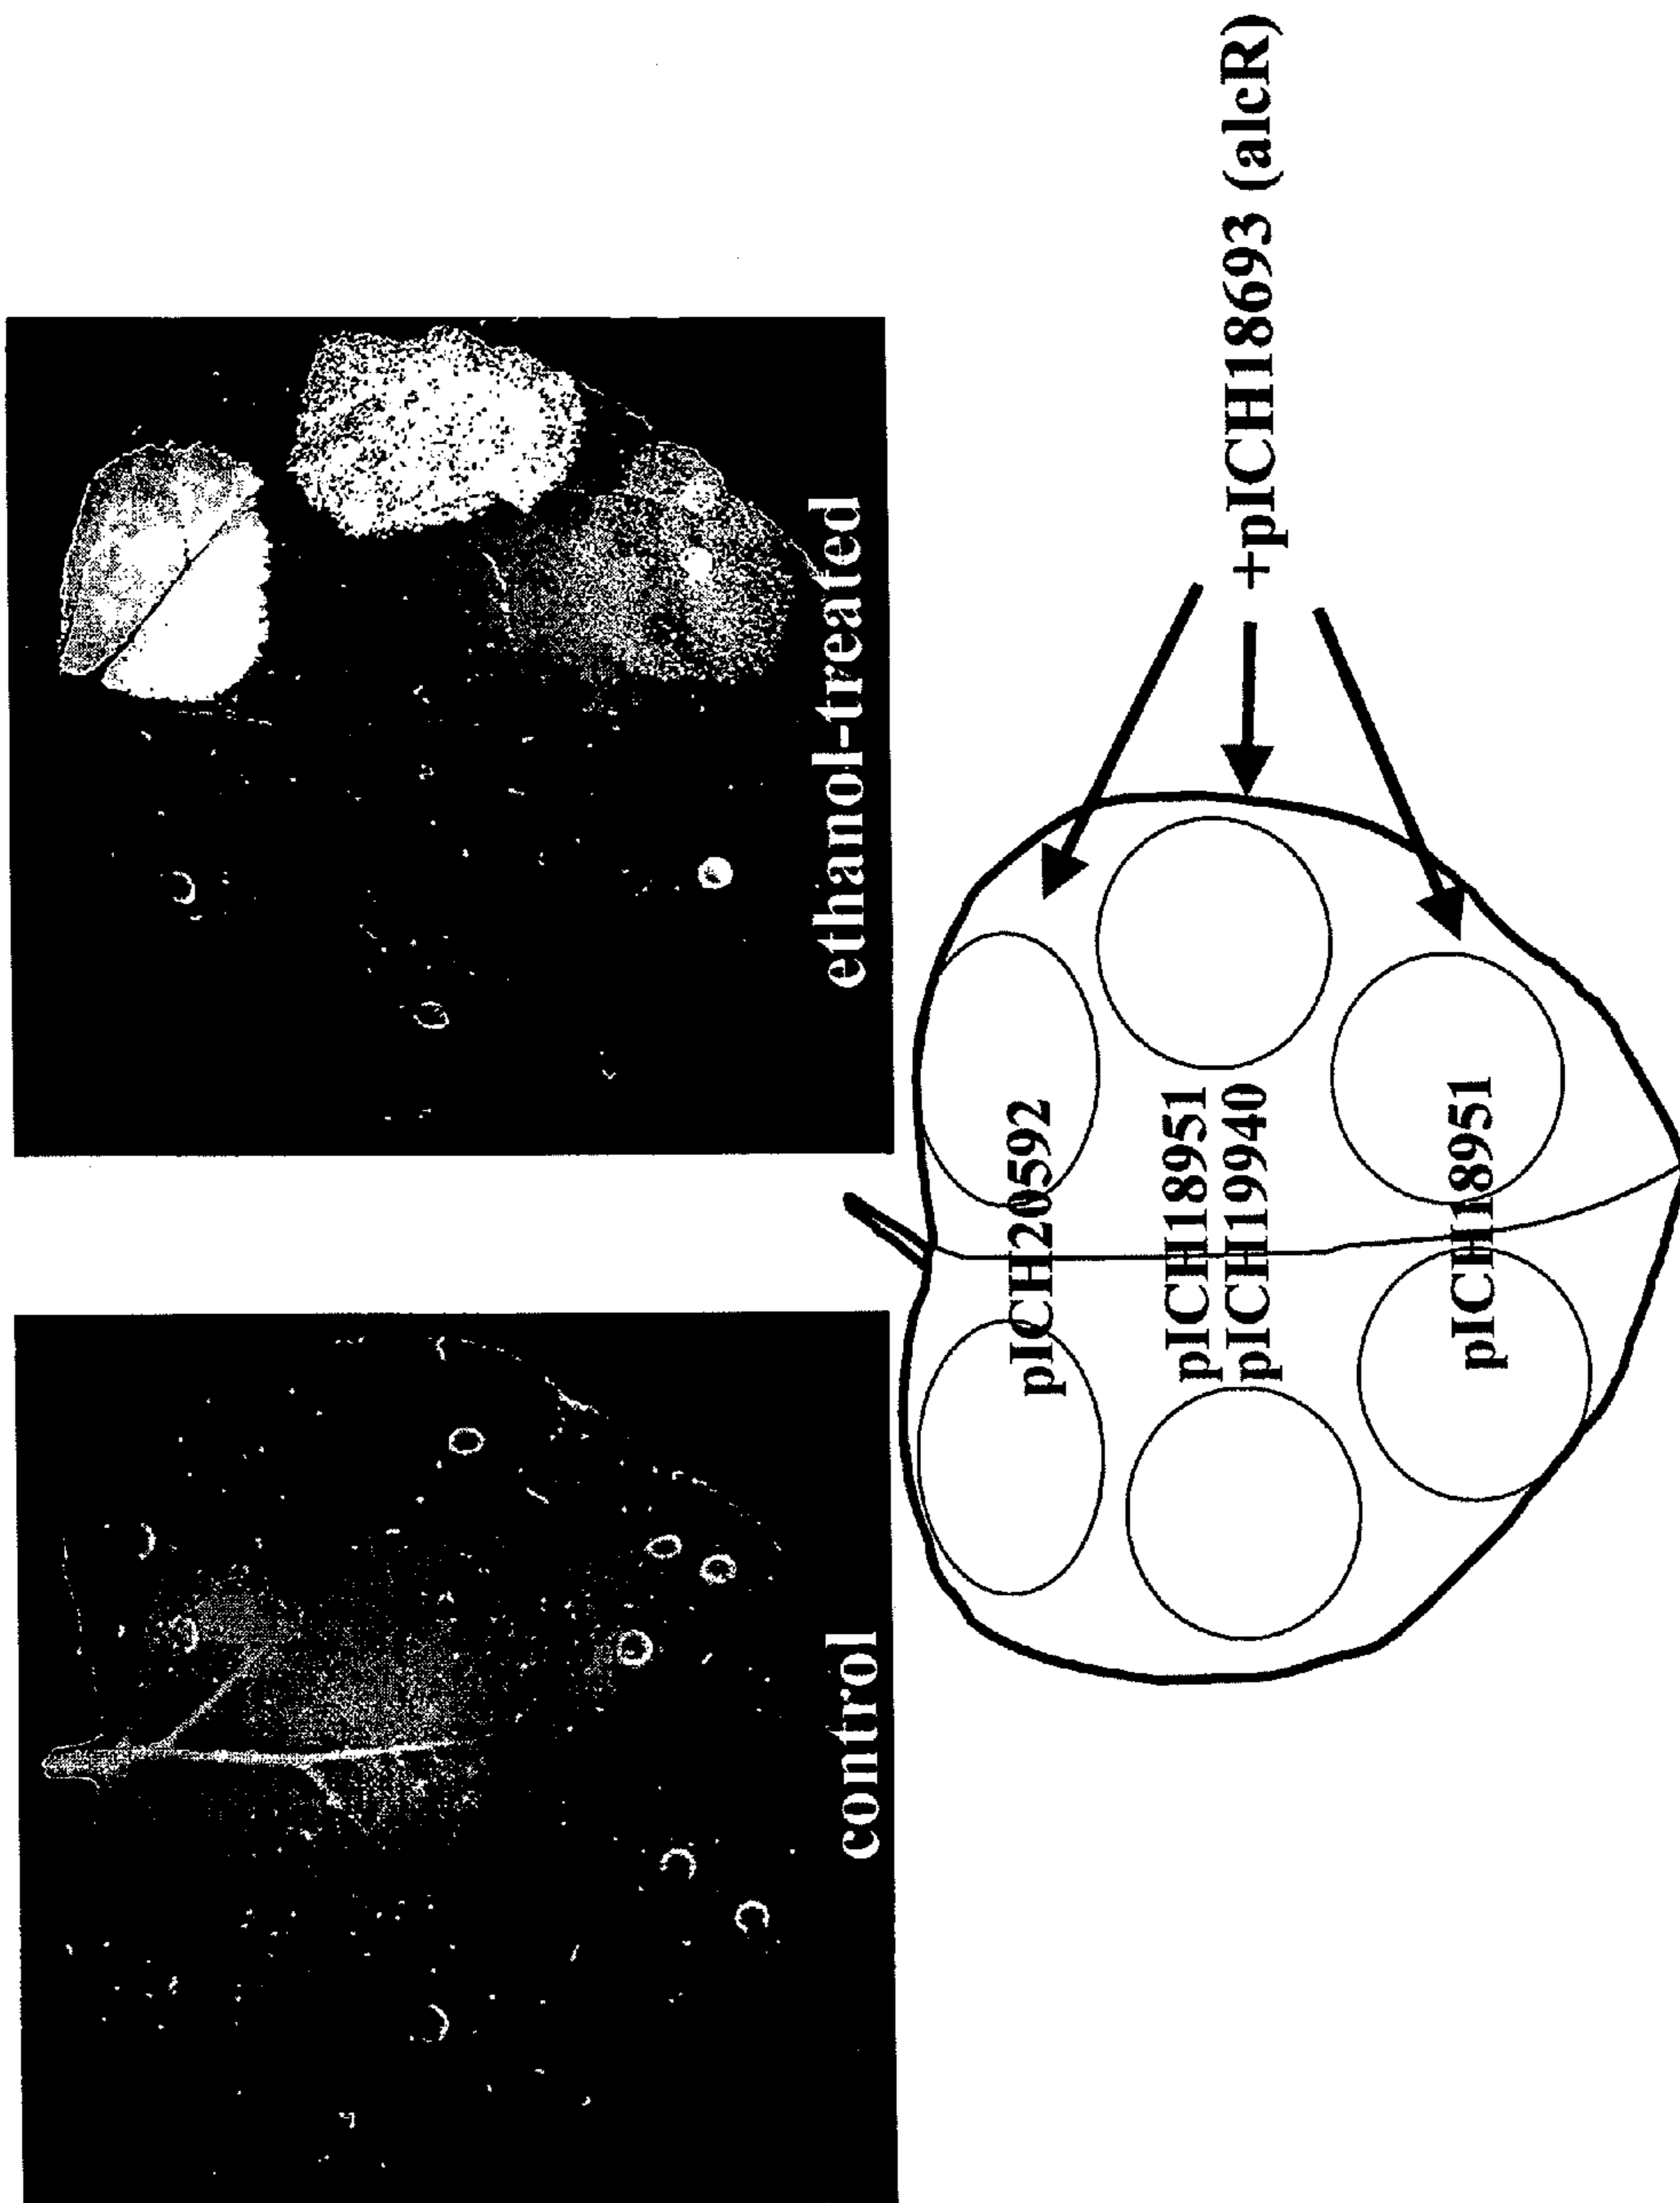 control
ethanol-treated
pICH20592
pICH18951
pICH19940
pICH18951
+pICH18693 (alcR)